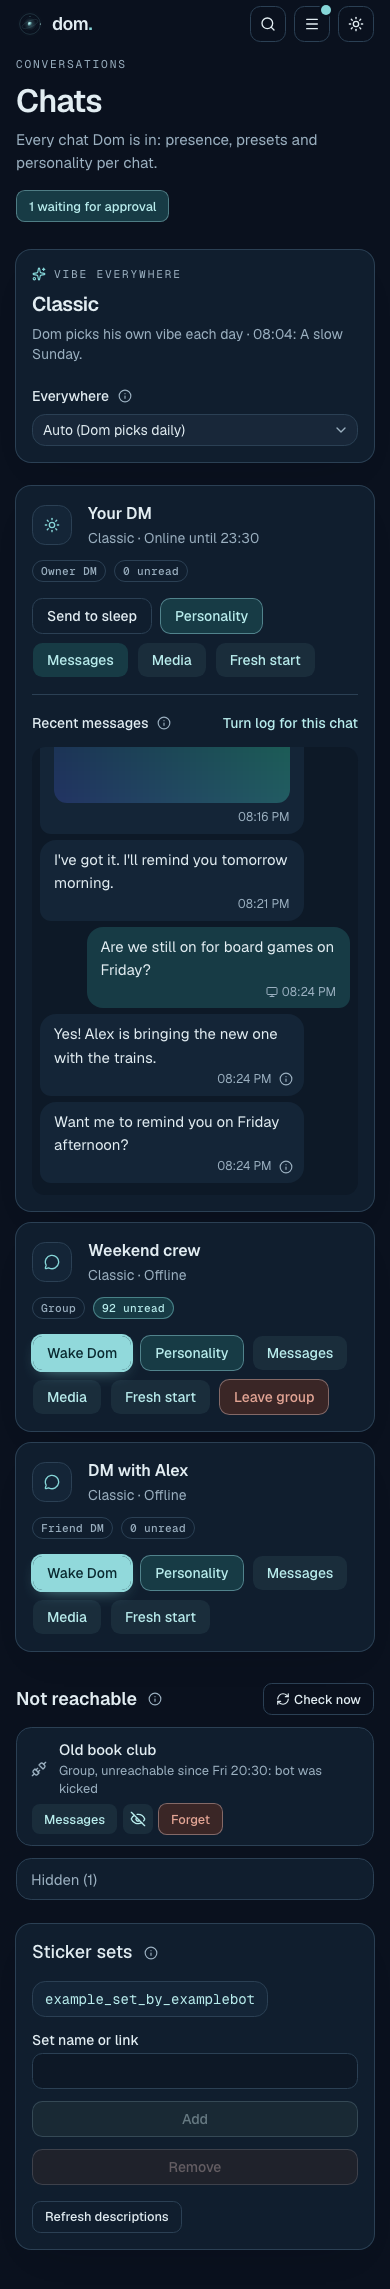 dom.
CONVERSATIONS
Chats
Every chat Dom is in: presence, presets and
personality per chat.
1 waiting for approval
VIBE EVERYWHERE
Classic
Dom picks his own vibe each day · 08:04: A slow
Sunday.
Everywhere
Auto (Dom picks daily)
Your DM
Classic · Online until 23:30
Owner DM 0 unread
Send to sleep Personality
Messages Media Fresh start
Recent messages Turn log for this chat
08:16 PM
I've got it. I'll remind you tomorrow
morning.
08:21 PM
Are we still on for board games on
Friday?
08:24 PM
Yes! Alex is bringing the new one
with the trains.
08:24 PM
Want me to remind you on Friday
afternoon?
08:24 PM
Weekend crew
Classic · Offline
Group 92 unread
Wake Dom Personality Messages
Media Fresh start Leave group
DM with Alex
Classic · Offline
Friend DM 0 unread
Wake Dom Personality Messages
Media Fresh start
Not reachable Check now
Old book club
Group, unreachable since Fri 20:30: bot was
kicked
Messages Forget
Hidden (1)
Sticker sets
example_set_by_examplebot
Set name or link
Add
Remove
Refresh descriptions